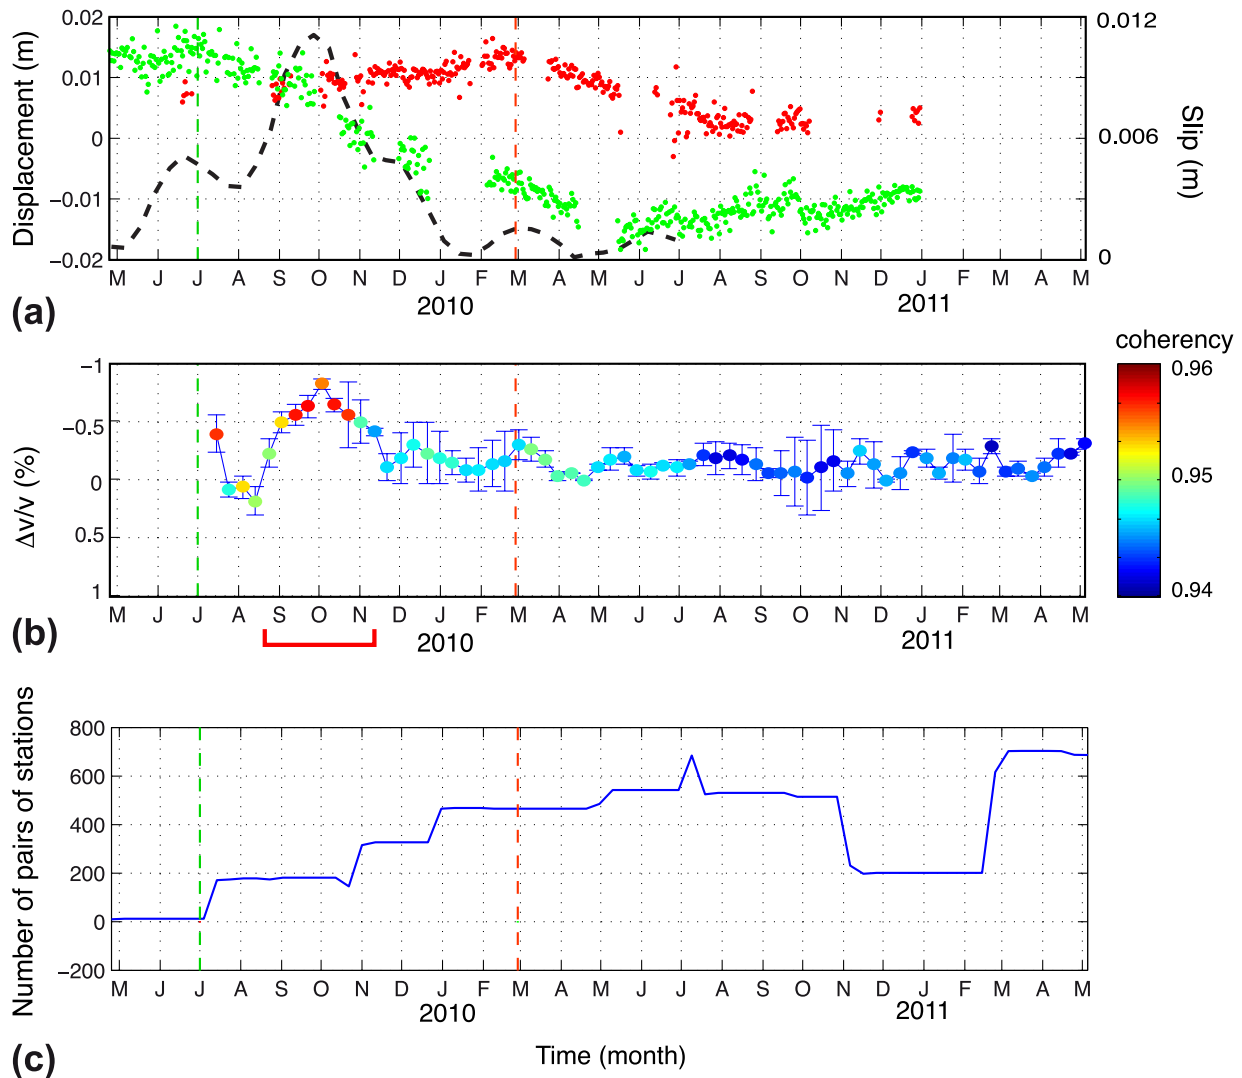 0.02
0.01
0
−0.01
−0.02
Displacement (m)
0.012
0.006
0
Slip (m)
M J J A S O N D J F M A M J J A S O N D J F M A M
2010 2011
(a)
coherency
0.96
0.95
0.94
−1
−0.5
0
0.5
1
Δv/v (%)
M J J A S O N D J F M A M J J A S O N D J F M A M
2010 2011
(b)
800
600
400
200
0
−200
Number of pairs of stations
M J J A S O N D J F M A M J J A S O N D J F M A M
2010 2011
Time (month)
(c)